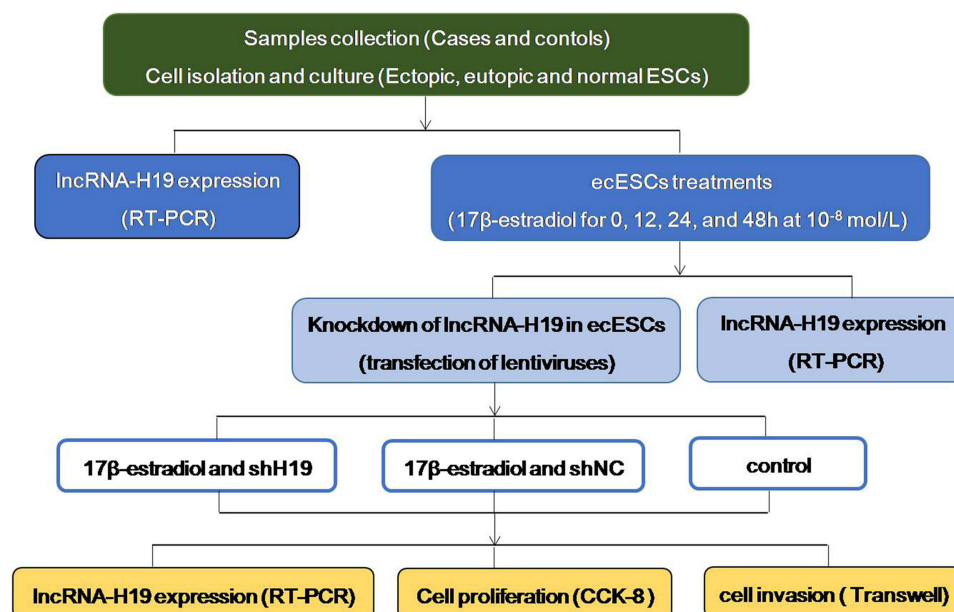 Samples collection (Cases and contols)
Cell isolation and culture (Ectopic, eutopic and normal ESCs)
lncRNA-H19 expression
(RT-PCR)
ecESCs treatments
(17β-estradiol for 0, 12, 24, and 48h at 10⁻⁸ mol/L)
Knockdown of lncRNA-H19 in ecESCs
(transfection of lentiviruses)
lncRNA-H19 expression
(RT-PCR)
17β-estradiol and shH19
17β-estradiol and shNC
control
lncRNA-H19 expression (RT-PCR)
Cell proliferation (CCK-8 )
cell invasion ( Transwell)